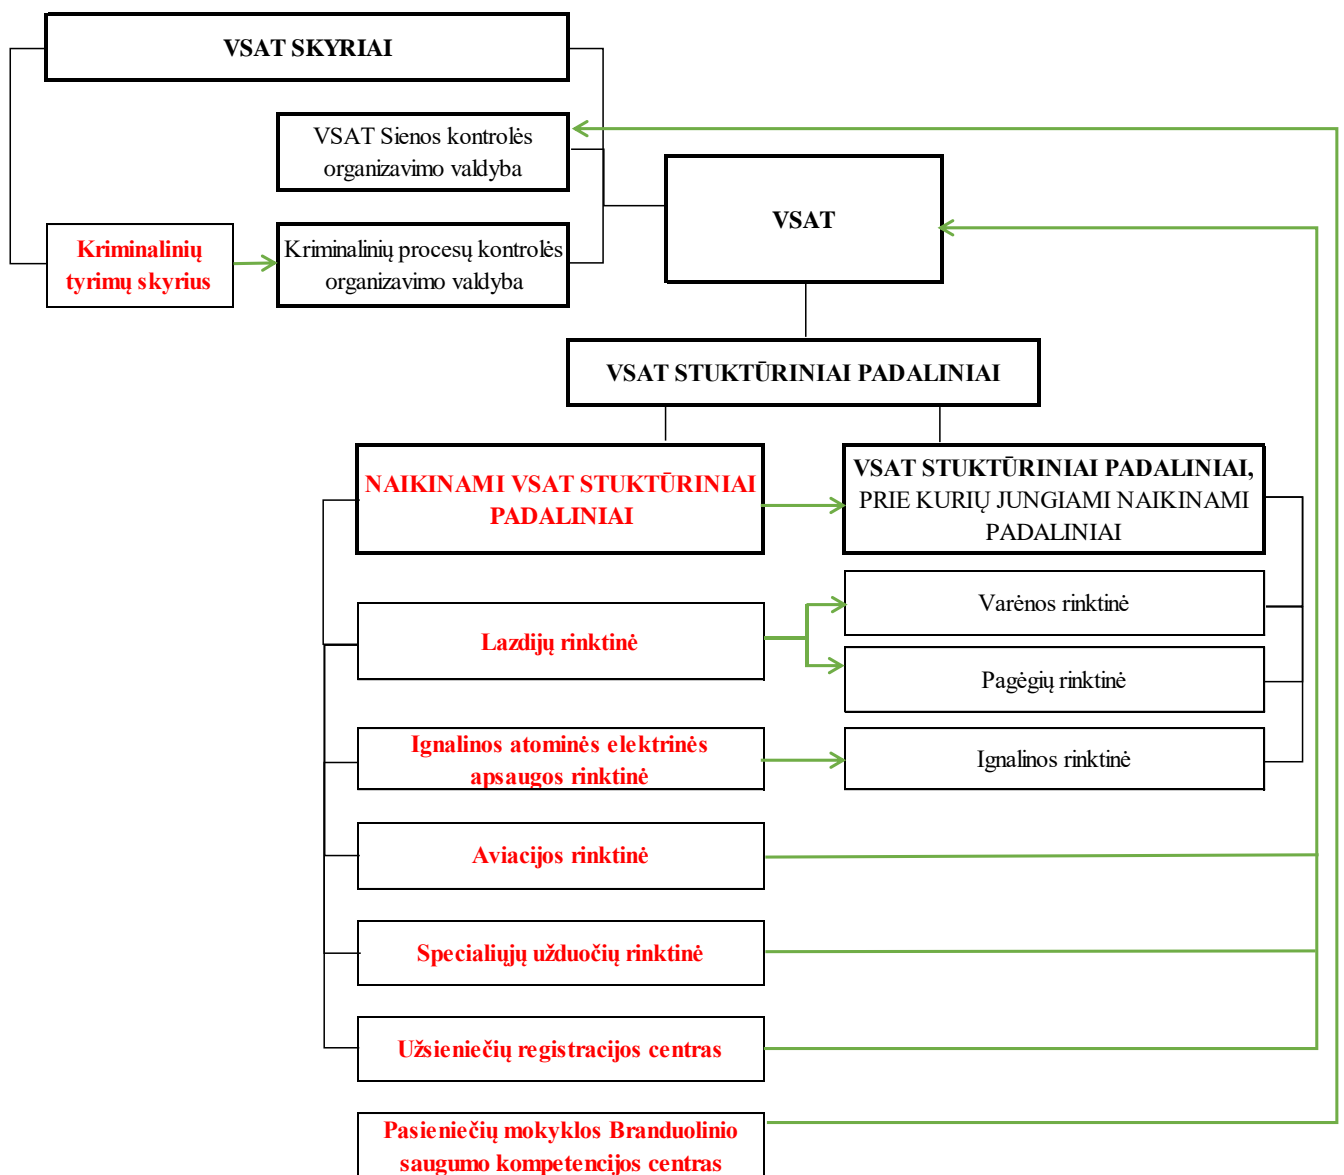 VSAT SKYRIAI
VSAT Sienos kontrolės
organizavimo valdyba
VSAT
Kriminalinių
tyrimų skyrius
Kriminalinių procesų kontrolės
organizavimo valdyba
VSAT STUKTŪRINIAI PADALINIAI
NAIKINAMI VSAT STUKTŪRINIAI
PADALINIAI
VSAT STUKTŪRINIAI PADALINIAI,
PRIE KURIŲ JUNGIAMI NAIKINAMI
PADALINIAI
Lazdijų rinktinė
Varėnos rinktinė
Pagėgių rinktinė
Ignalinos atominės elektrinės
apsaugos rinktinė
Ignalinos rinktinė
Aviacijos rinktinė
Specialiųjų užduočių rinktinė
Užsieniečių registracijos centras
Pasieniečių mokyklos Branduolinio
saugumo kompetencijos centras